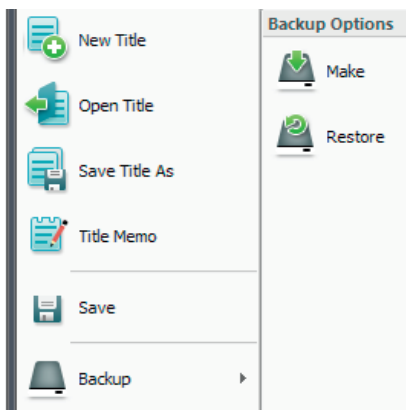 New Title
Open Title
Save Title As
Title Memo
Save
Backup
Backup Options
Make
Restore